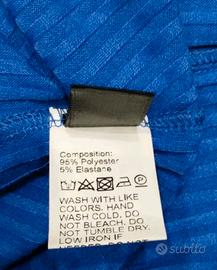 Composition:
95% Polyester
5% Elastane
WASH WITH LIKE
COLORS. HAND
WASH COLD. DO
NOT BLEACH. DO
NOT TUMBLE DRY.
LOW IRON IF
subito